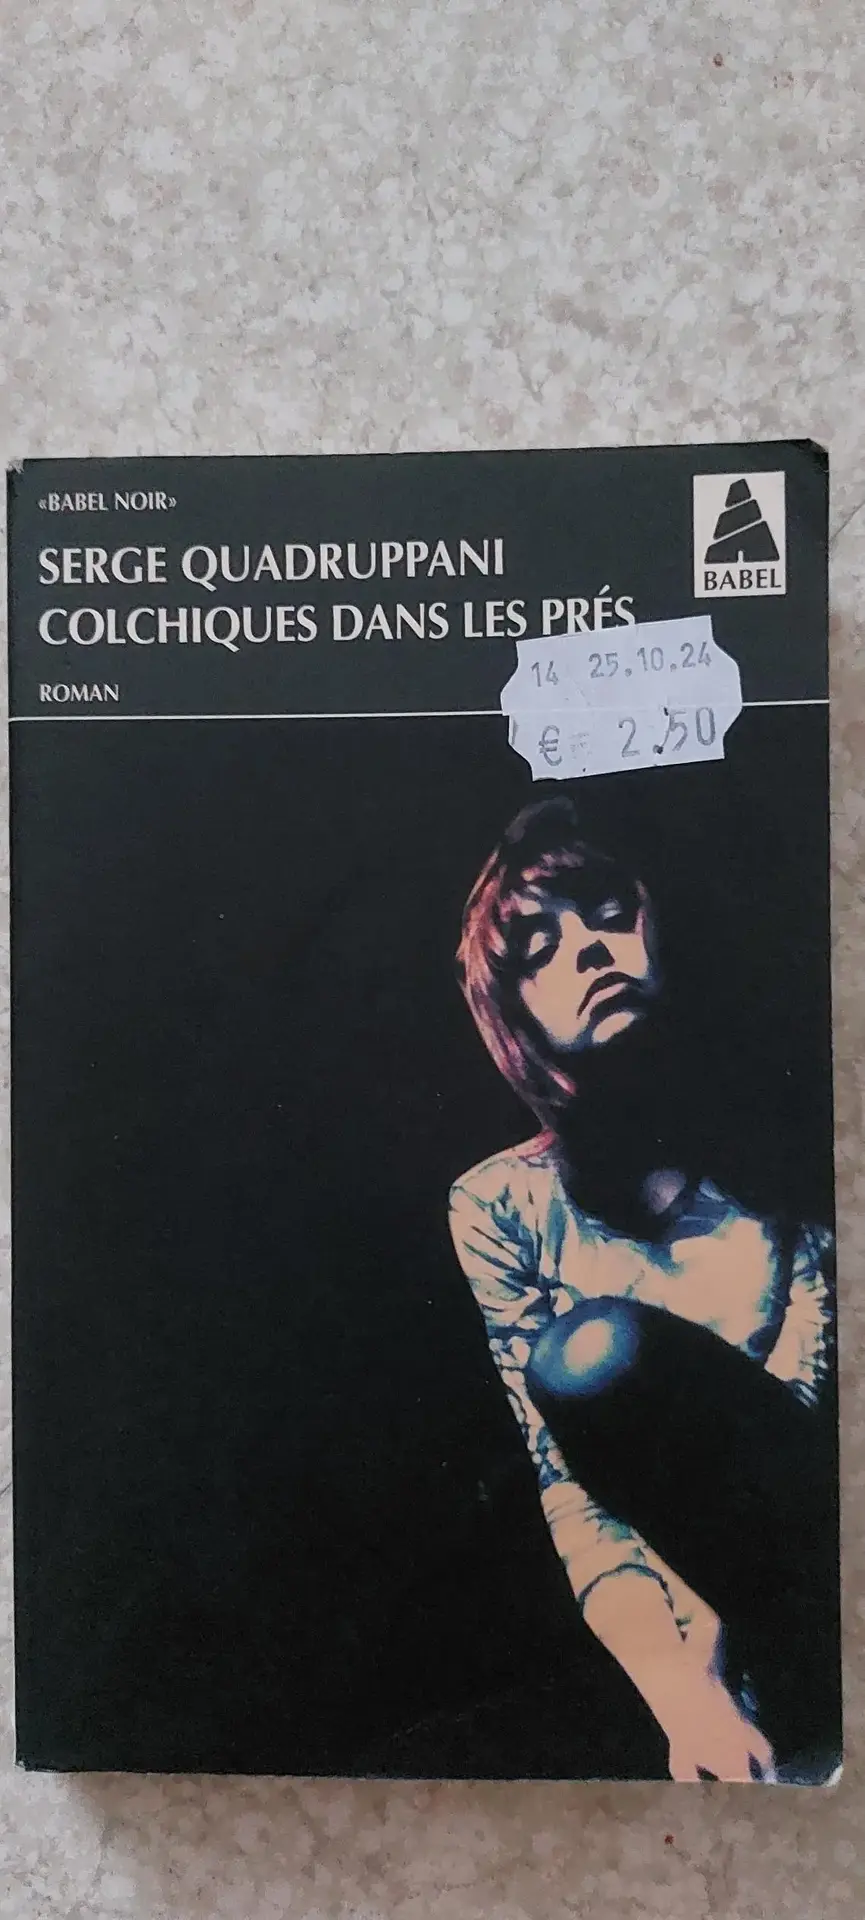 «BABEL NOIR»
SERGE QUADRUPPANI
COLCHIQUES DANS LES PRÉS
ROMAN
BABEL
14 25.10.24
€ 2.50